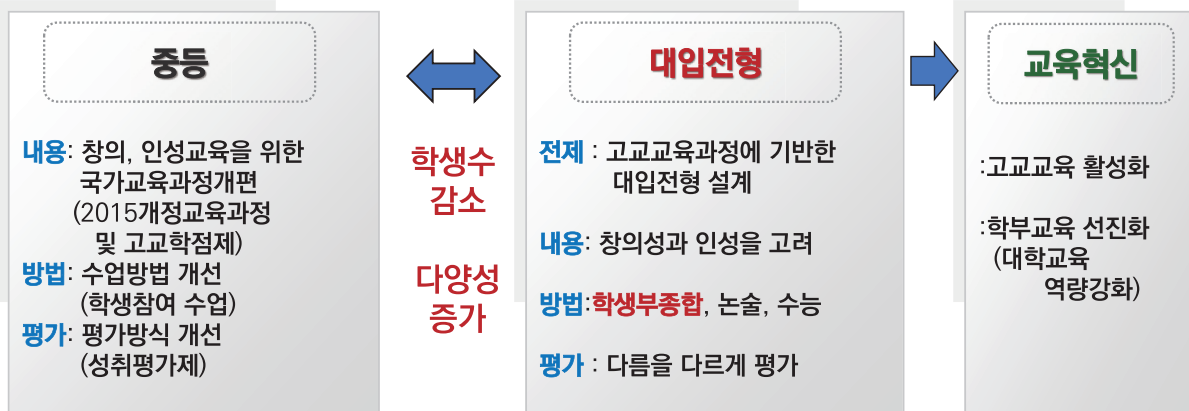 중등
내용: 창의, 인성교육을 위한
국가교육과정개편
(2015개정교육과정
및 고교학점제)
방법: 수업방법 개선
(학생참여 수업)
평가: 평가방식 개선
(성취평가제)
학생수
감소
다양성
증가
대입전형
전제 : 고교교육과정에 기반한
대입전형 설계
내용: 창의성과 인성을 고려
방법:학생부종합, 논술, 수능
평가 : 다름을 다르게 평가
교육혁신
:고교교육 활성화
:학부교육 선진화
(대학교육
역량강화)